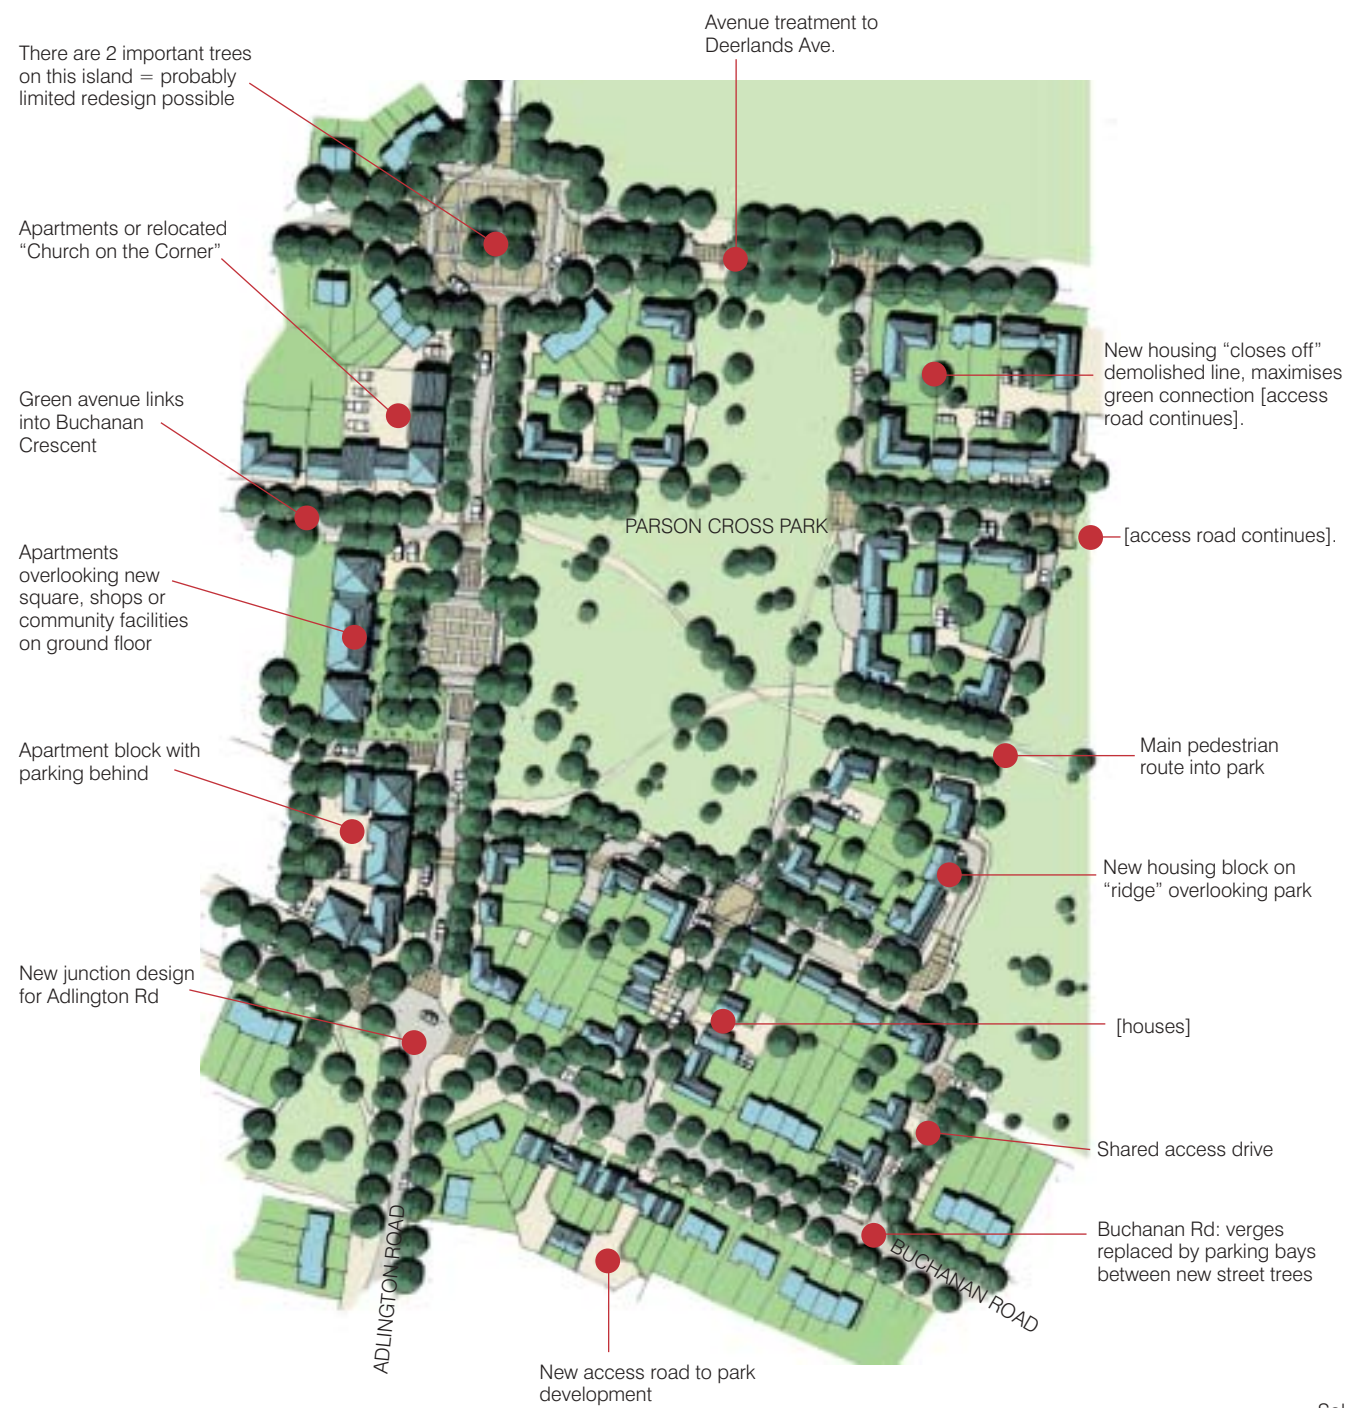 Avenue treatment to
Deerlands Ave.
There are 2 important trees
on this island = probably
limited redesign possible
Apartments or relocated
“Church on the Corner”
Green avenue links
into Buchanan
Crescent
Apartments
overlooking new
square, shops or
community facilities
on ground floor
Apartment block with
parking behind
New junction design
for Adlington Rd
PARSON CROSS PARK
New housing “closes off”
demolished line, maximises
green connection [access
road continues].
[access road continues].
Main pedestrian
route into park
New housing block on
“ridge” overlooking park
[houses]
Shared access drive
Buchanan Rd: verges
replaced by parking bays
between new street trees
ADLINGTON ROAD
BUCHANAN ROAD
New access road to park
development